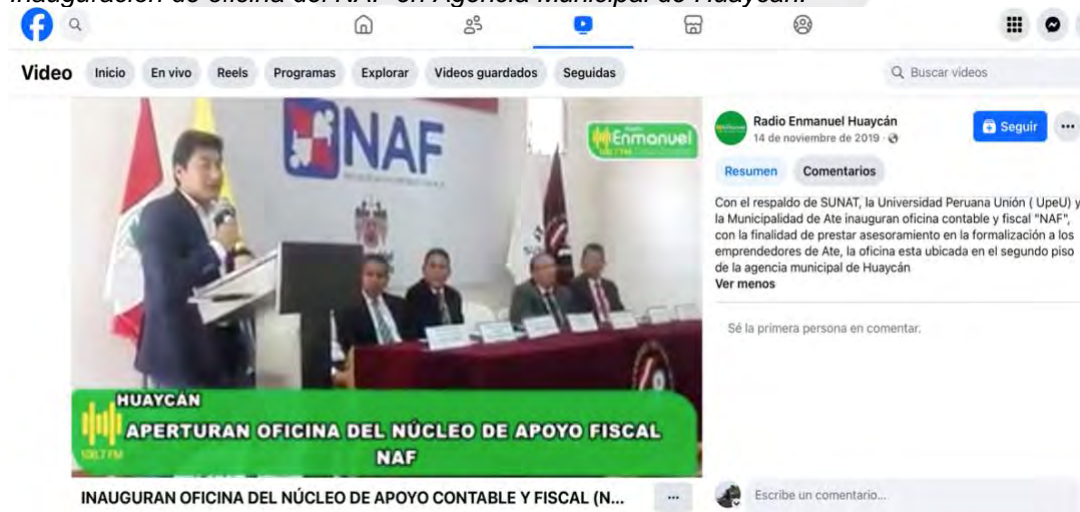 Inauguración de oficina del NAF en Agencia Municipal de Huaycán.
Video
Inicio
En vivo
Reels
Programas
Explorar
Videos guardados
Seguidas
Buscar videos
NAF
Enmanuel
Radio Enmanuel Huaycán
14 de noviembre de 2019
Seguir
Resumen
Comentarios
Con el respaldo de SUNAT, la Universidad Peruana Unión ( UpeU) y
la Municipalidad de Ate inauguran oficina contable y fiscal "NAF",
con la finalidad de prestar asesoramiento en la formalización a los
emprendedores de Ate, la oficina esta ubicada en el segundo piso
de la agencia municipal de Huaycán
Ver menos
Sé la primera persona en comentar.
HUAYCÁN
APERTURAN OFICINA DEL NÚCLEO DE APOYO FISCAL
NAF
INAUGURAN OFICINA DEL NÚCLEO DE APOYO CONTABLE Y FISCAL (N...
Escribe un comentario...